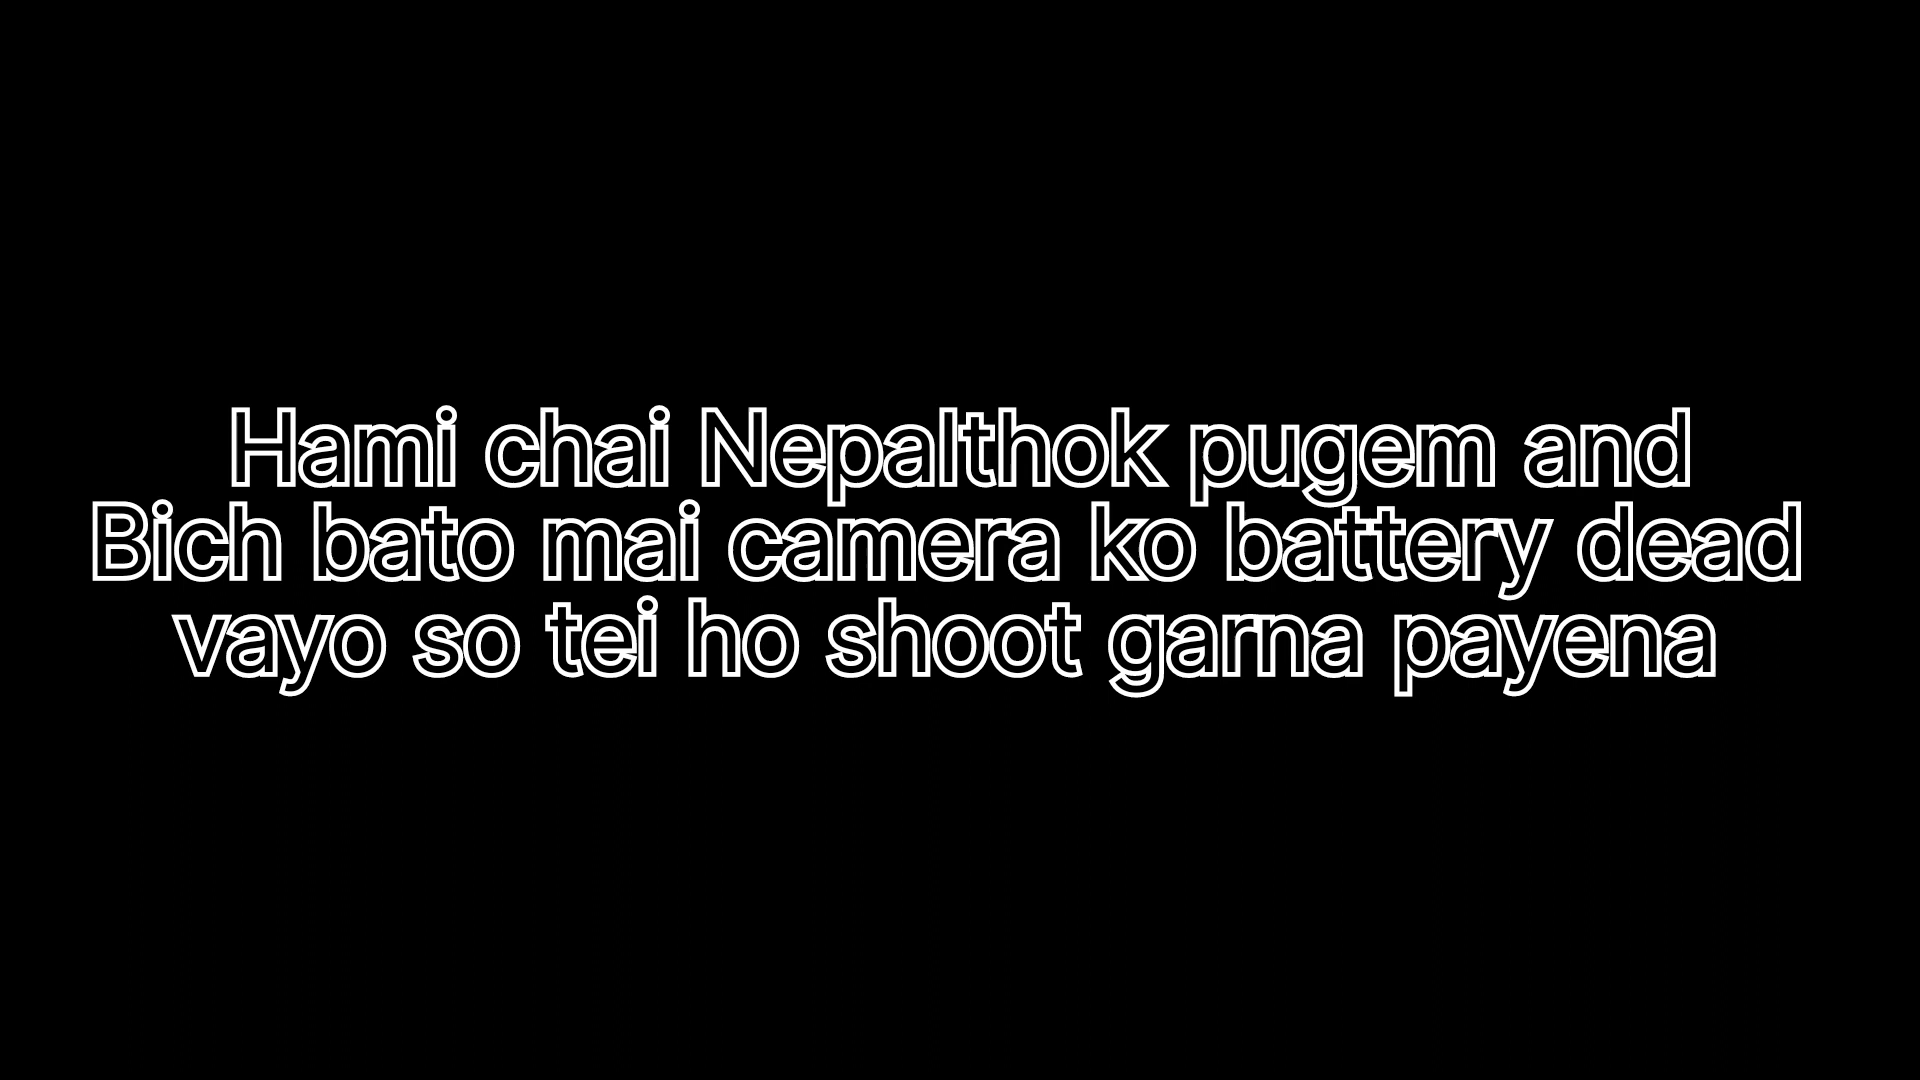 Hami chai Nepalthok pugem and
Bich bato mai camera ko battery dead
vayo so tei ho shoot garna payena